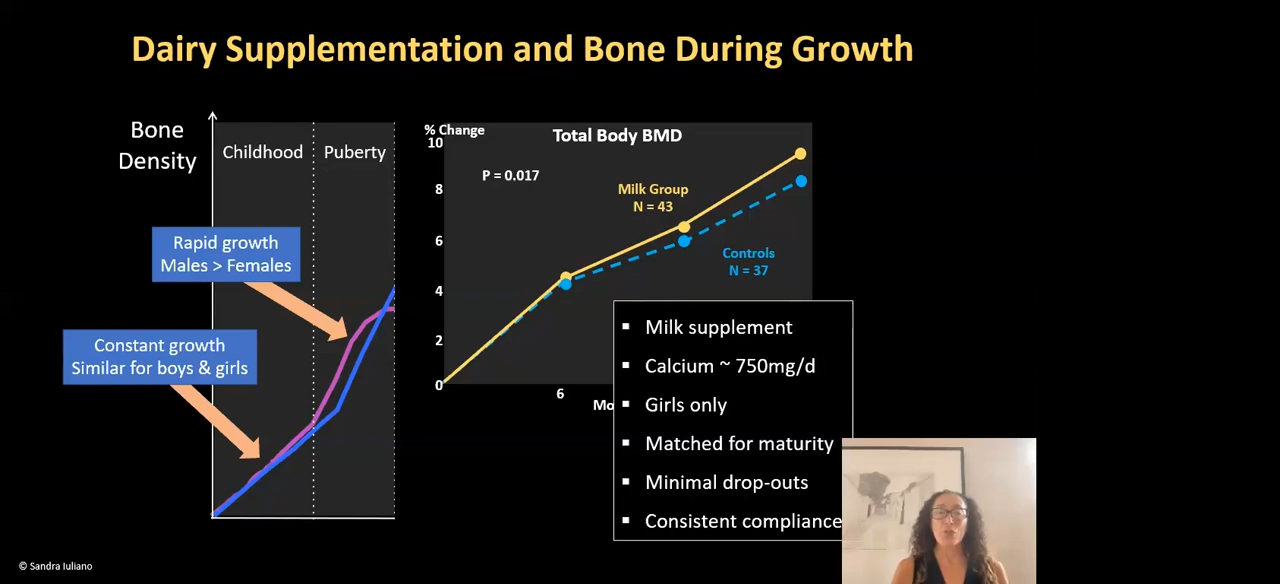 Dairy Supplementation and Bone During Growth
Bone
Density
Childhood
Puberty
Rapid growth
Males > Females
Constant growth
Similar for boys & girls
% Change
Total Body BMD
10
8
6
4
2
0
P = 0.017
Milk Group
N = 43
Controls
N = 37
6
▪ Milk supplement
▪ Calcium ~ 750mg/d
▪ Girls only
▪ Matched for maturity
▪ Minimal drop-outs
▪ Consistent compliance
© Sandra Iuliano